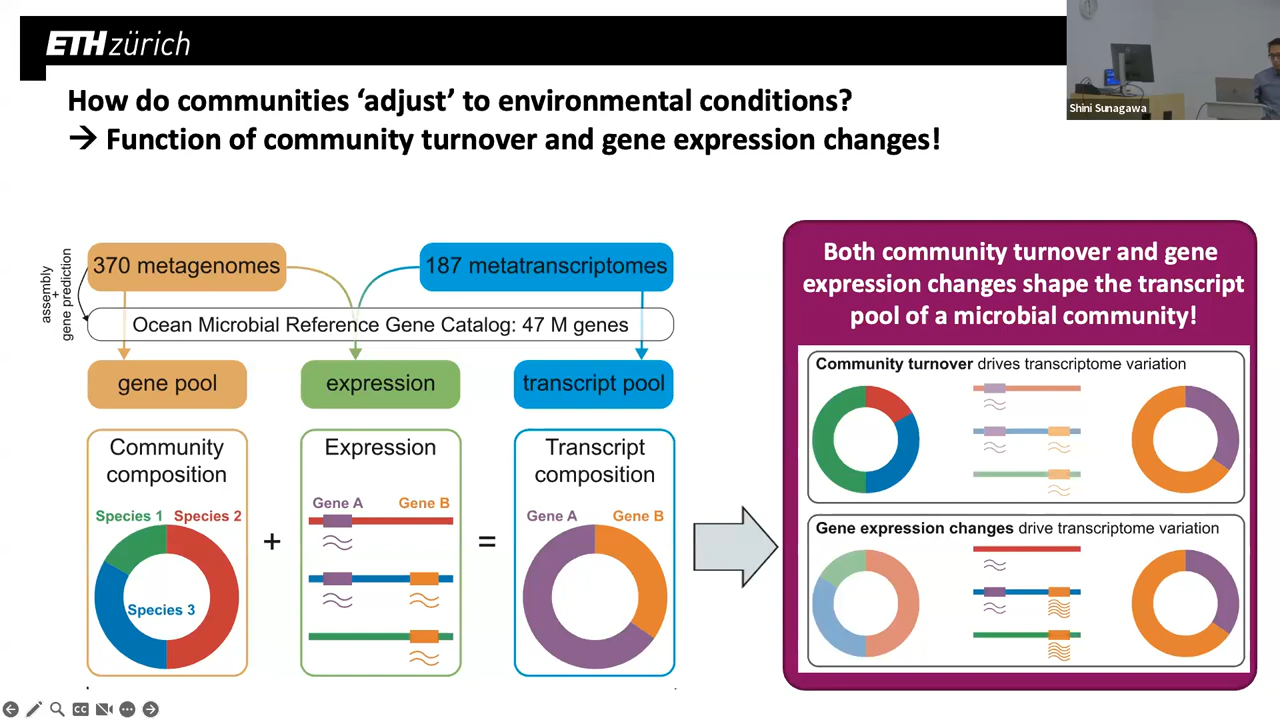 ETH zürich
Shini Sunagawa
How do communities ‘adjust’ to environmental conditions?
→ Function of community turnover and gene expression changes!
assembly
+
gene prediction
370 metagenomes
187 metatranscriptomes
Ocean Microbial Reference Gene Catalog: 47 M genes
gene pool
expression
transcript pool
Community
composition
Species 1
Species 2
Species 3
+
Expression
Gene A
Gene B
=
Transcript
composition
Gene A
Gene B
Both community turnover and gene
expression changes shape the transcript
pool of a microbial community!
Community turnover drives transcriptome variation
Gene expression changes drive transcriptome variation
CC